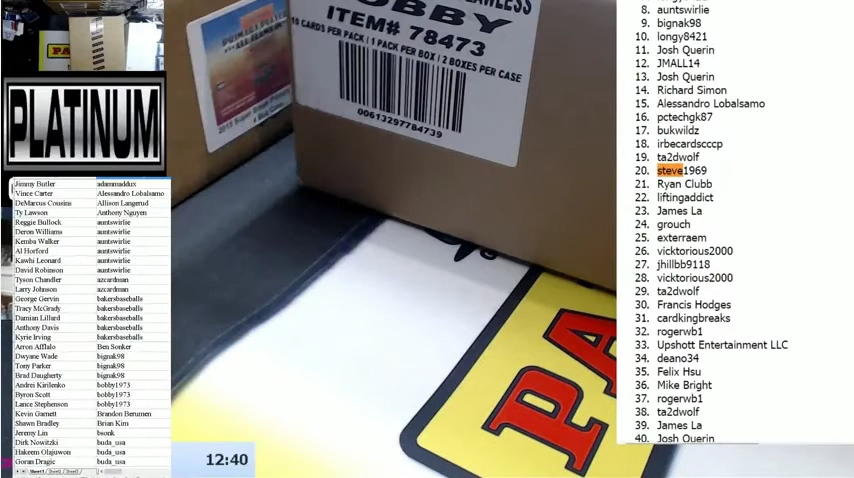 PLATINUM
Jimmy Butler adammaddux
Vince Carter Alessandro Lobalsamo
DeMarcus Cousins Allison Langerud
Ty Lawson Anthony Nguyen
Reggie Bullock auntswirlie
Deron Williams auntswirlie
Kemba Walker auntswirlie
Al Horford auntswirlie
Kawhi Leonard auntswirlie
David Robinson auntswirlie
Tyson Chandler azcardman
Larry Johnson azcardman
George Gervin bakersbaseballs
Tracy McGrady bakersbaseballs
Damian Lillard bakersbaseballs
Anthony Davis bakersbaseballs
Kyrie Irving bakersbaseballs
Arron Afflalo Ben Sonker
Dwyane Wade bignak98
Tony Parker bignak98
Brad Daugherty bignak98
Andrei Kirilenko bobby1973
Byron Scott bobby1973
Lance Stephenson bobby1973
Kevin Garnett Brandon Berumen
Shawn Bradley Brian Kim
Jeremy Lin bsonk
Dirk Nowitzki buda_usa
Hakeem Olajuwon buda_usa
Goran Dragic buda_usa
HOBBY
ITEM# 78473
10 CARDS PER PACK / 1 PACK PER BOX / 2 BOXES PER CASE
00613297784739
PA
12:40
8. auntswirlie
9. bignak98
10. longy8421
11. Josh Querin
12. JMALL14
13. Josh Querin
14. Richard Simon
15. Alessandro Lobalsamo
16. pctechgk87
17. bukwildz
18. irbecardscccp
19. ta2dwolf
20. steve1969
21. Ryan Clubb
22. liftingaddict
23. James La
24. grouch
25. exterraem
26. vicktorious2000
27. jhillbb9118
28. vicktorious2000
29. ta2dwolf
30. Francis Hodges
31. cardkingbreaks
32. rogerwb1
33. Upshott Entertainment LLC
34. deano34
35. Felix Hsu
36. Mike Bright
37. rogerwb1
38. ta2dwolf
39. James La
40. Josh Querin